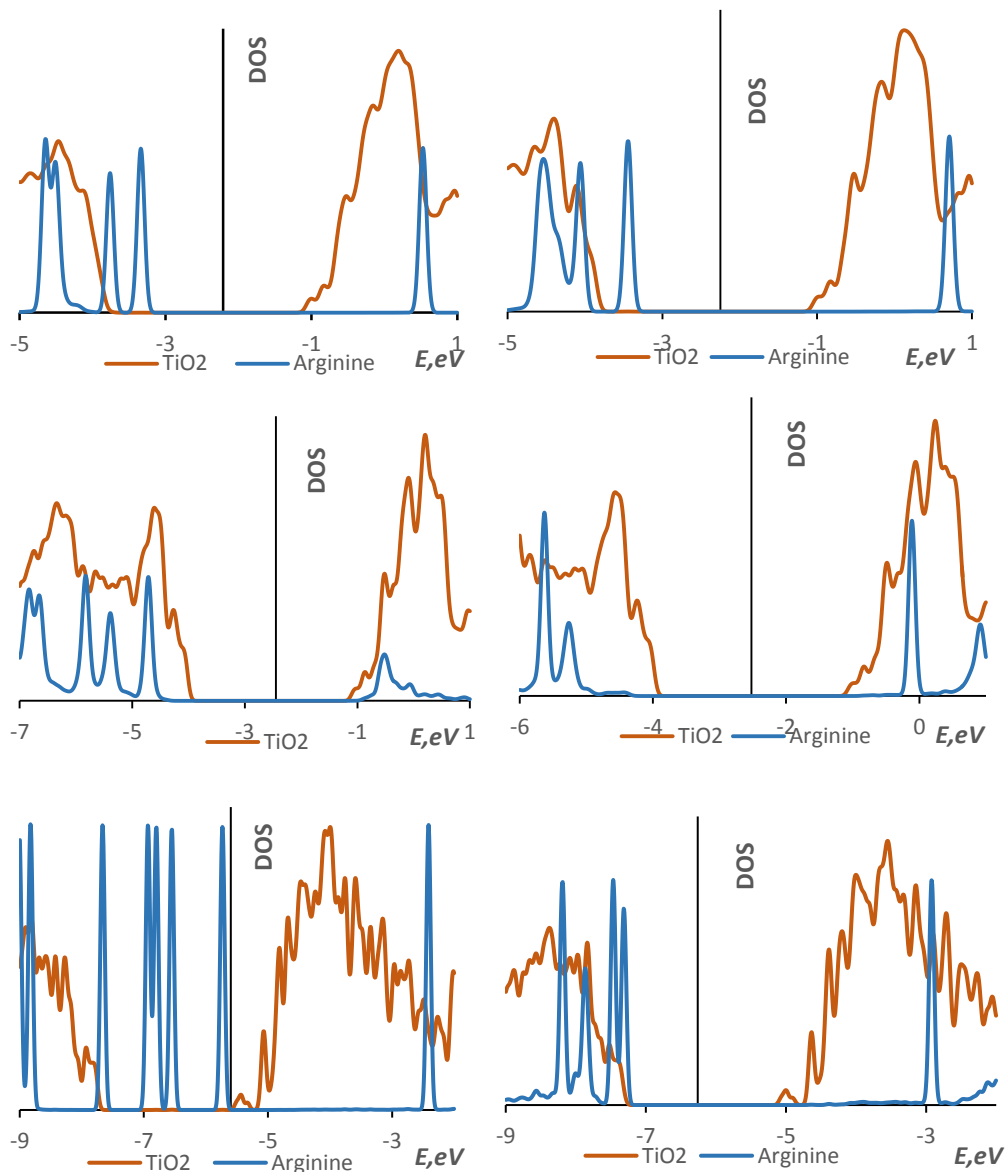 DOS
-5 -3 -1 1
TiO2 Arginine E,eV
DOS
-5 -3 -1 1
TiO2 Arginine E,eV
DOS
-7 -5 -3 -1 1
TiO2 E,eV
DOS
-6 -4 -2 0
TiO2 Arginine E,eV
DOS
-9 -7 -5 -3
TiO2 Arginine E,eV
DOS
-9 -7 -5 -3
TiO2 Arginine E,eV